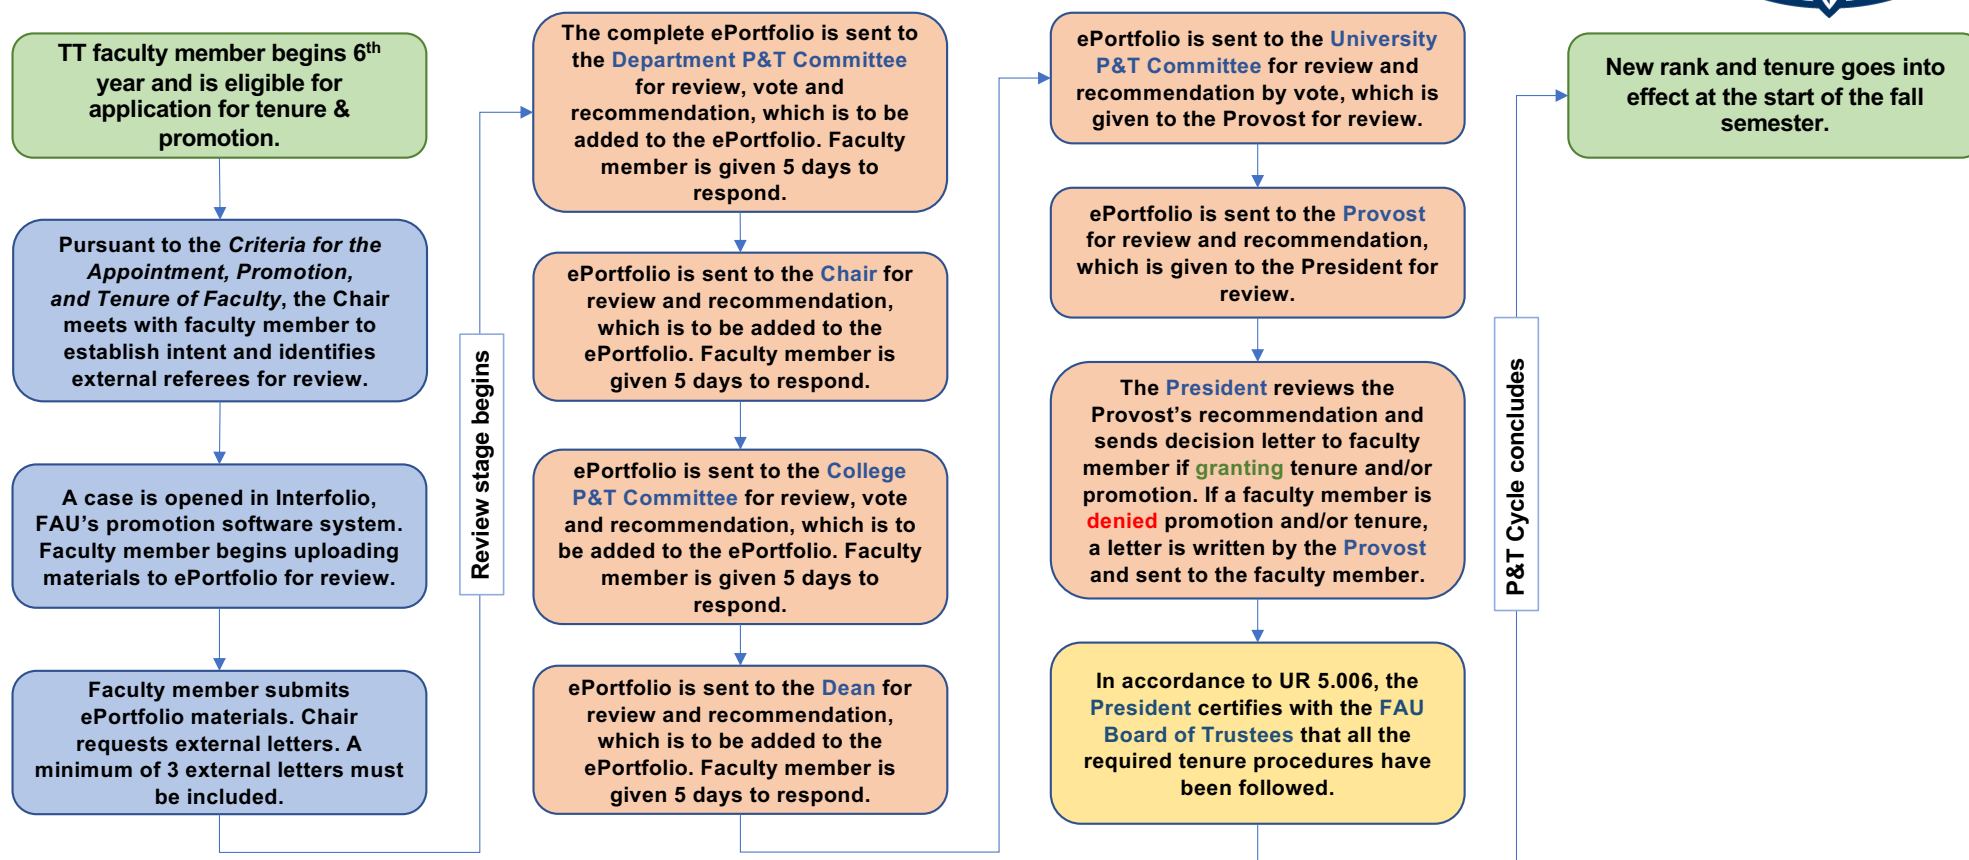 TT faculty member begins 6th
year and is eligible for
application for tenure &
promotion.
Pursuant to the Criteria for the
Appointment, Promotion,
and Tenure of Faculty, the Chair
meets with faculty member to
establish intent and identifies
external referees for review.
A case is opened in Interfolio,
FAU's promotion software system.
Faculty member begins uploading
materials to ePortfolio for review.
Faculty member submits
ePortfolio materials. Chair
requests external letters. A
minimum of 3 external letters must
be included.
Review stage begins
The complete ePortfolio is sent to
the Department P&T Committee
for review, vote and
recommendation, which is to be
added to the ePortfolio. Faculty
member is given 5 days to
respond.
ePortfolio is sent to the Chair for
review and recommendation,
which is to be added to the
ePortfolio. Faculty member is
given 5 days to respond.
ePortfolio is sent to the College
P&T Committee for review, vote
and recommendation, which is to
be added to the ePortfolio. Faculty
member is given 5 days to
respond.
ePortfolio is sent to the Dean for
review and recommendation,
which is to be added to the
ePortfolio. Faculty member is
given 5 days to respond.
ePortfolio is sent to the University
P&T Committee for review and
recommendation by vote, which is
given to the Provost for review.
ePortfolio is sent to the Provost
for review and recommendation,
which is given to the President for
review.
The President reviews the
Provost's recommendation and
sends decision letter to faculty
member if granting tenure and/or
promotion. If a faculty member is
denied promotion and/or tenure,
a letter is written by the Provost
and sent to the faculty member.
In accordance to UR 5.006, the
President certifies with the FAU
Board of Trustees that all the
required tenure procedures have
been followed.
P&T Cycle concludes
New rank and tenure goes into
effect at the start of the fall
semester.